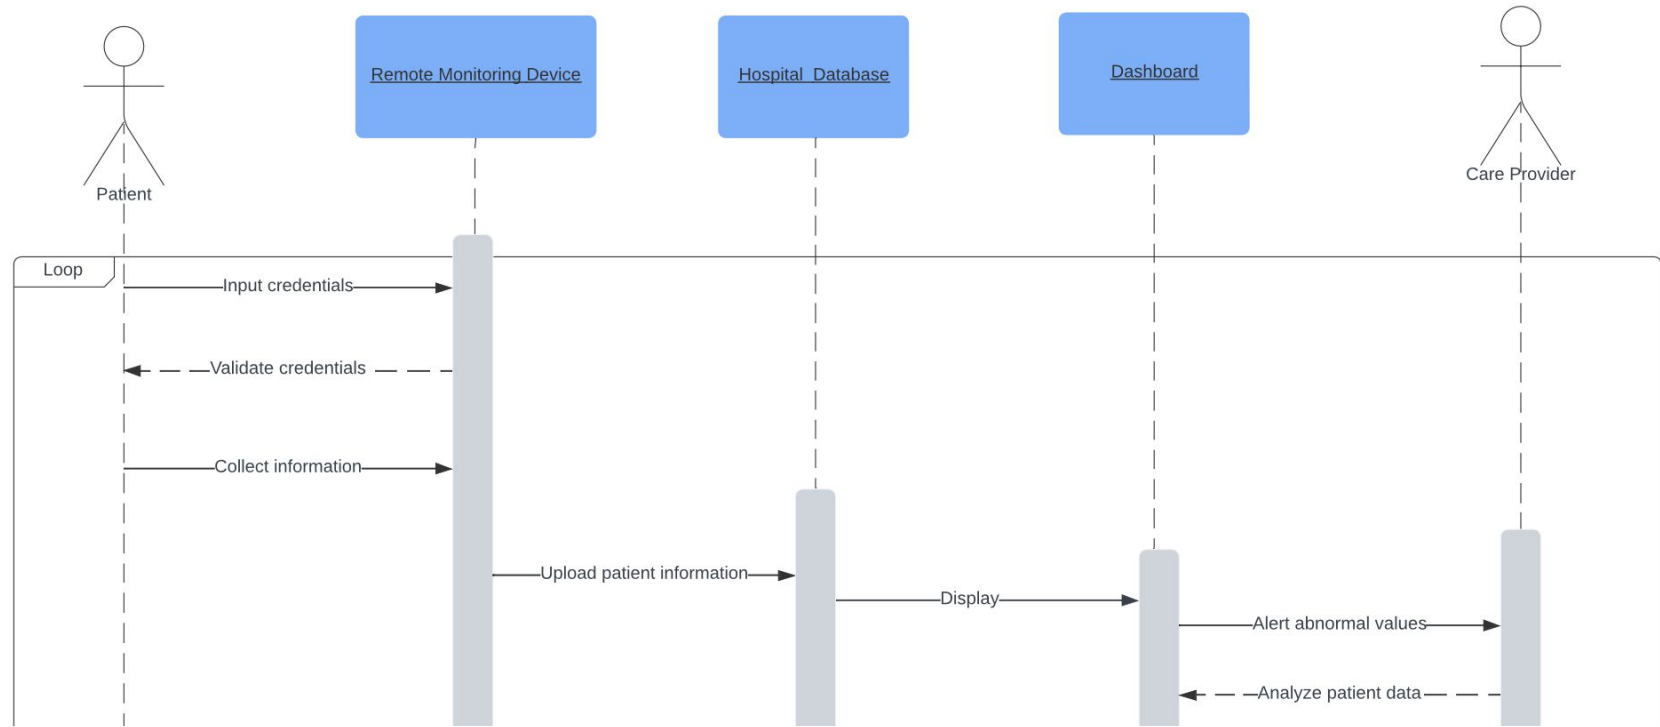 Remote Monitoring Device
Hospital Database
Dashboard
Patient
Care Provider
Loop
Input credentials
Validate credentials
Collect information
Upload patient information
Display
Alert abnormal values
Analyze patient data